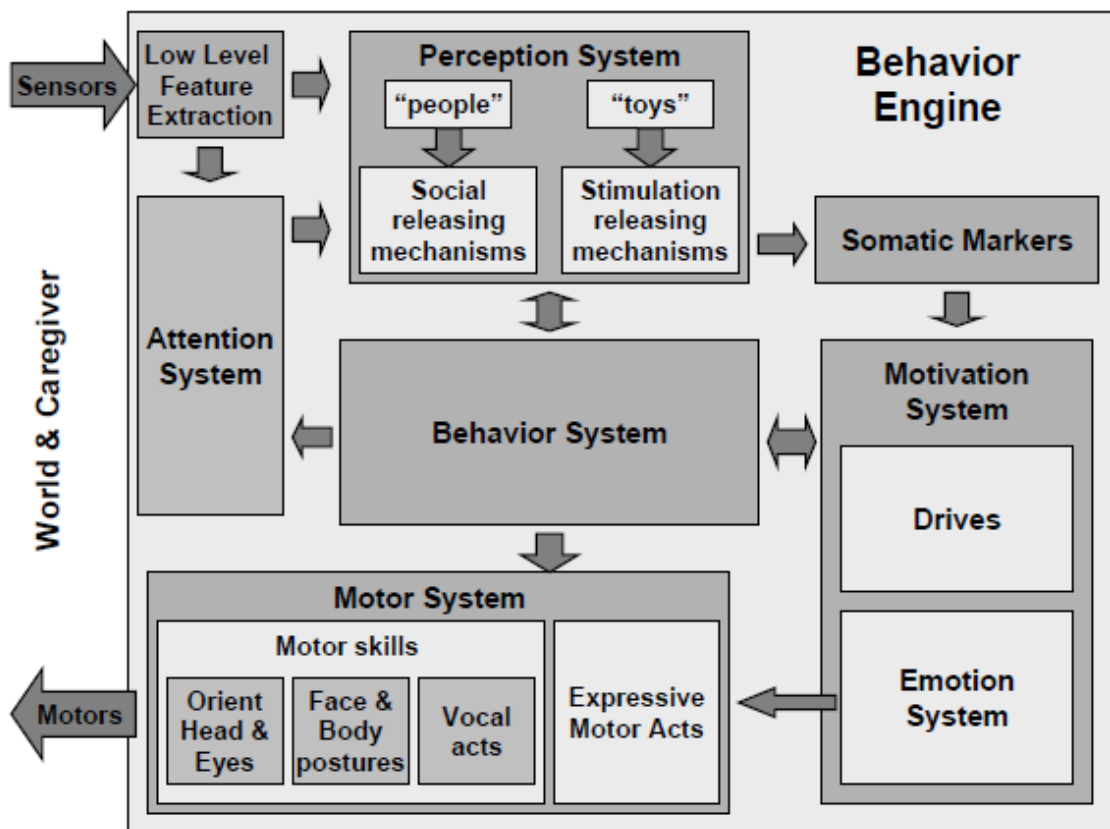 Behavior
Engine
Sensors
Low Level
Feature
Extraction
Perception System
“people”
“toys”
Social
releasing
mechanisms
Stimulation
releasing
mechanisms
Somatic Markers
World & Caregiver
Attention
System
Behavior System
Motivation
System
Drives
Emotion
System
Motor System
Motor skills
Orient
Head &
Eyes
Face &
Body
postures
Vocal
acts
Expressive
Motor Acts
Motors